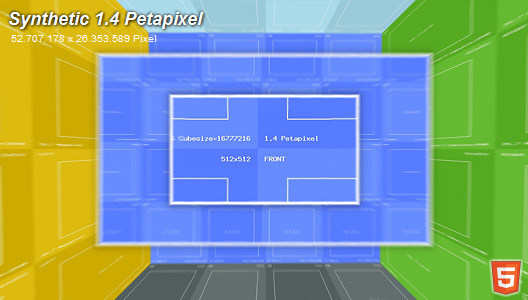 Synthetic 1.4 Petapixel
52.707.178 x 26.353.589 Pixel
Cubesize=16777216 1,4 Petapixel
512x512 FRONT
5